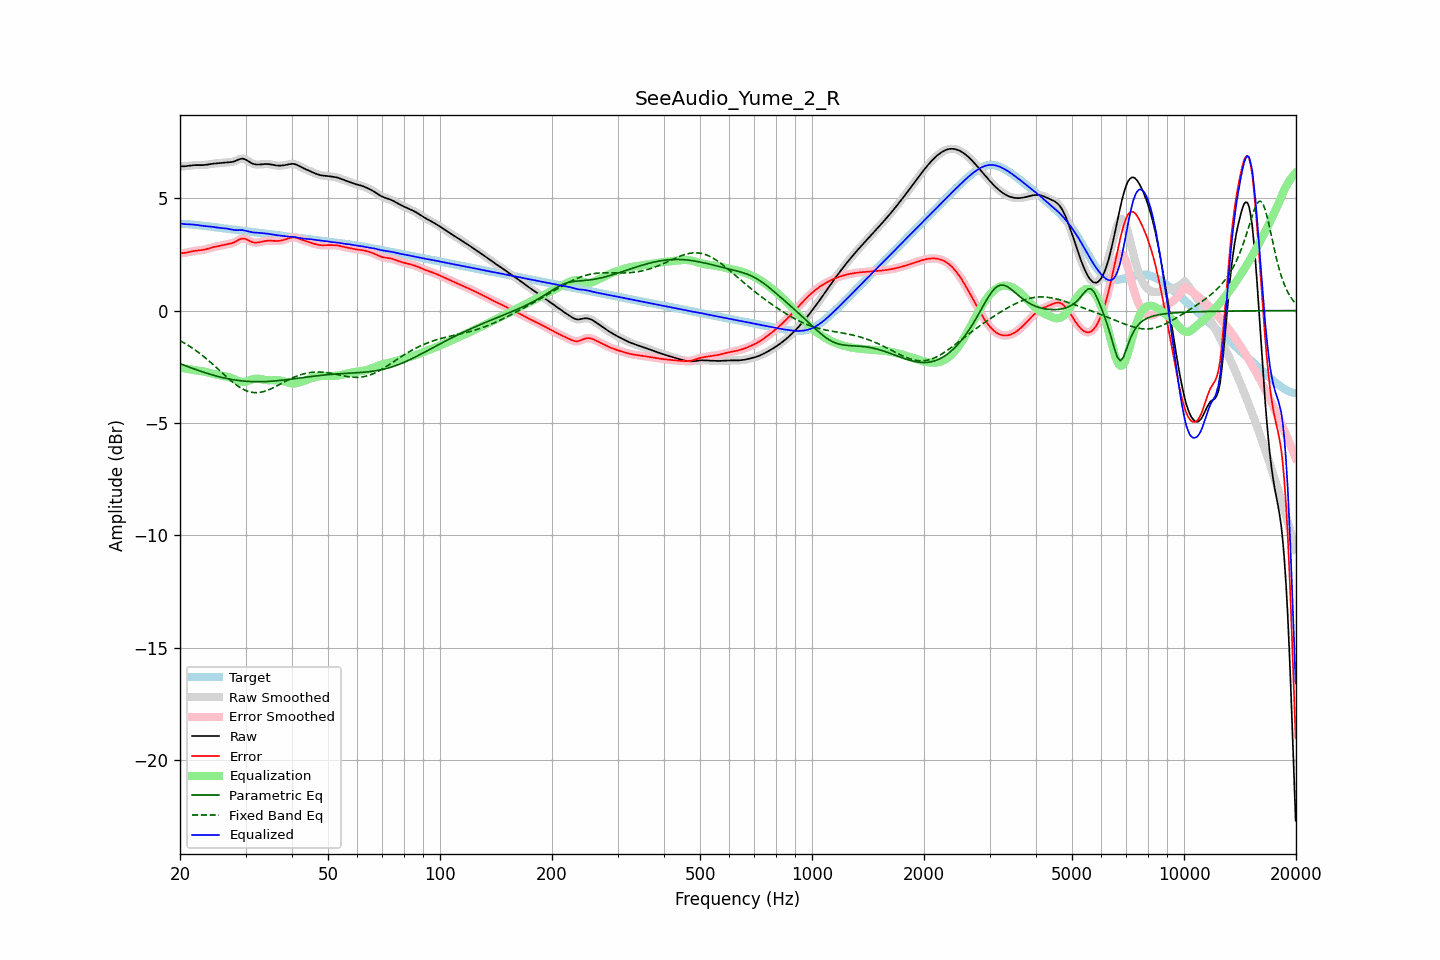 SeeAudio_Yume_2_R
Amplitude (dBr)
5
0
−5
−10
−15
−20
Target
Raw Smoothed
Error Smoothed
Raw
Error
Equalization
Parametric Eq
Fixed Band Eq
Equalized
20 50 100 200 500 1000 2000 5000 10000 20000
Frequency (Hz)